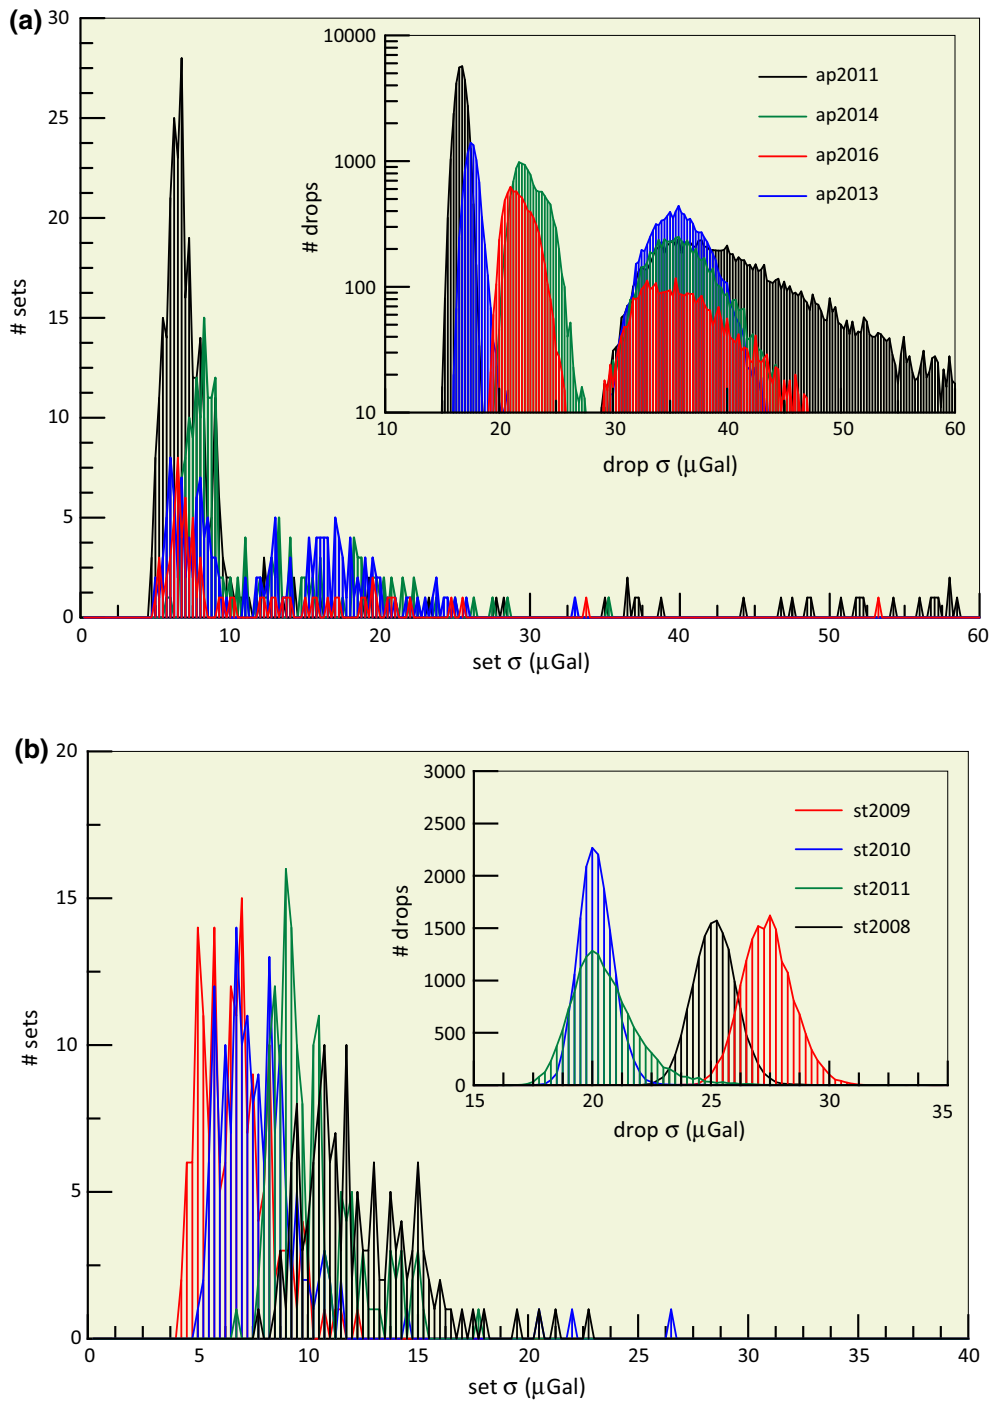 (a)
30
25
20
15
10
5
0
# sets
0 10 20 30 40 50 60
set σ (μGal)
10000
1000
100
10
# drops
10 20 30 40 50 60
drop σ (μGal)
ap2011
ap2014
ap2016
ap2013
(b)
20
15
10
5
0
# sets
0 5 10 15 20 25 30 35 40
set σ (μGal)
3000
2500
2000
1500
1000
500
0
# drops
15 20 25 30 35
drop σ (μGal)
st2009
st2010
st2011
st2008